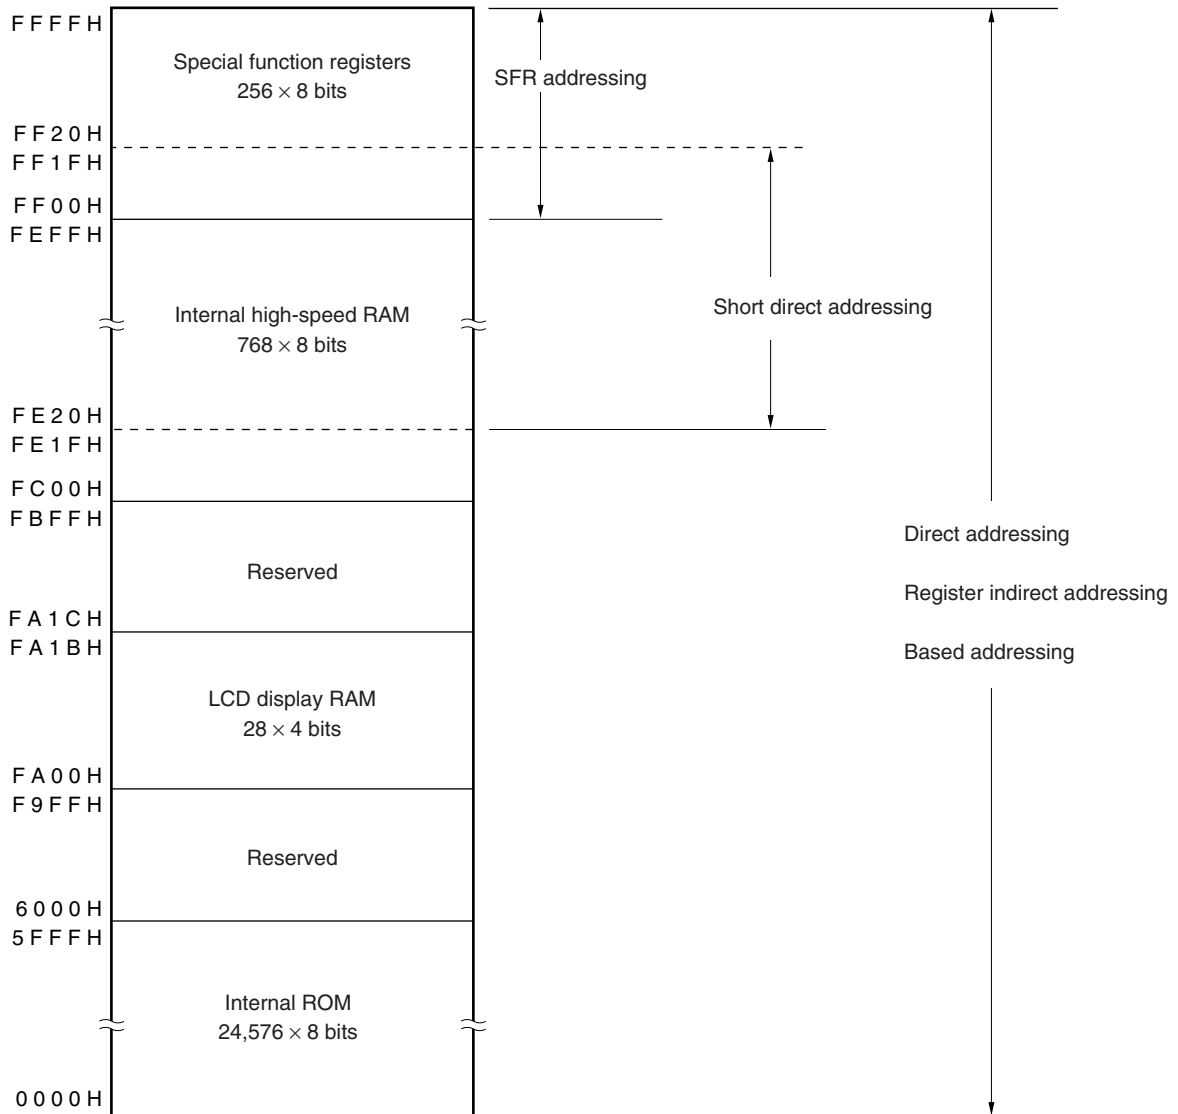 FFFFH
Special function registers
256 × 8 bits
SFR addressing
FF20H
FF1FH
FF00H
FEFFH
Internal high-speed RAM
768 × 8 bits
Short direct addressing
FE20H
FE1FH
FC00H
FBFFH
Direct addressing
Reserved
Register indirect addressing
FA1CH
FA1BH
Based addressing
LCD display RAM
28 × 4 bits
FA00H
F9FFH
Reserved
6000H
5FFFH
Internal ROM
24,576 × 8 bits
0000H